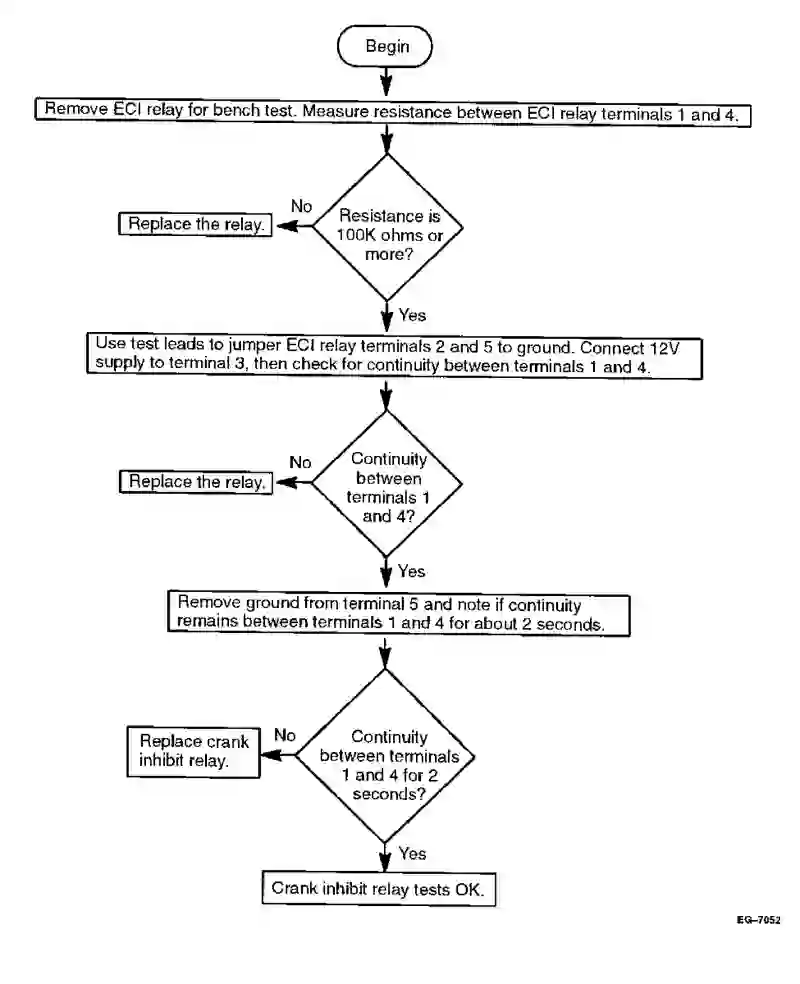 Begin
Remove ECI relay for bench test. Measure resistance between ECI relay terminals 1 and 4.
No
Replace the relay.
Resistance is
100K ohms or
more?
Yes
Use test leads to jumper ECI relay terminals 2 and 5 to ground. Connect 12V
supply to terminal 3, then check for continuity between terminals 1 and 4.
No
Replace the relay.
Continuity
between
terminals 1
and 4?
Yes
Remove ground from terminal 5 and note if continuity
remains between terminals 1 and 4 for about 2 seconds.
No
Replace crank
inhibit relay.
Continuity
between terminals
1 and 4 for 2
seconds?
Yes
Crank inhibit relay tests OK.
EG–7052